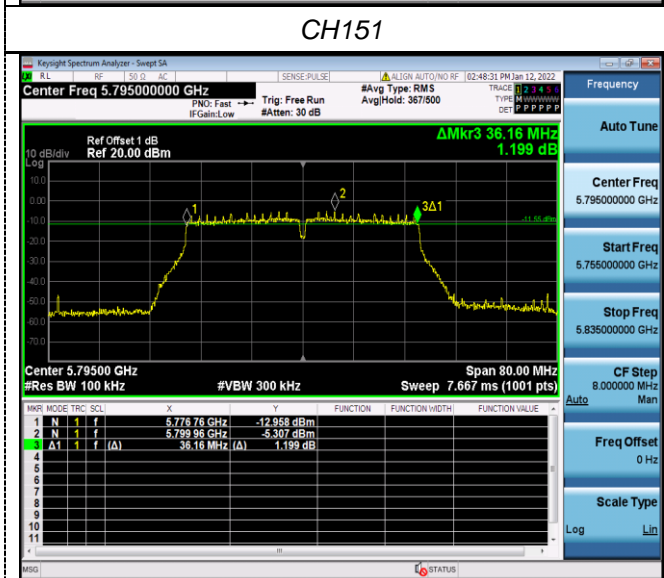 CH151
Keysight Spectrum Analyzer - Swept SA
RL RF 50 Ω AC SENSE:PULSE ALIGN AUTO/NO RF 02:48:31 PM Jan 12, 2022
Center Freq 5.795000000 GHz
PNO: Fast
IFGain:Low
Trig: Free Run
#Atten: 30 dB
#Avg Type: RMS
Avg|Hold: 367/500
TRACE 1 2 3 4 5 6
TYPE M WWWWW
DET P P P P P P
Frequency
Auto Tune
Center Freq
5.795000000 GHz
Start Freq
5.755000000 GHz
Stop Freq
5.835000000 GHz
CF Step
8.000000 MHz
Auto Man
Freq Offset
0 Hz
Scale Type
Log Lin
Ref Offset 1 dB
Ref 20.00 dBm
10 dB/div
Log
ΔMkr3 36.16 MHz
1.199 dB
10.0
0.00
-10.0
-20.0
-30.0
-40.0
-50.0
-60.0
-70.0
1
2
3Δ1
-11.55 dBm
Center 5.79500 GHz
Span 80.00 MHz
#Res BW 100 kHz
#VBW 300 kHz
Sweep 7.667 ms (1001 pts)
MKR MODE TRC SCL X Y FUNCTION FUNCTION WIDTH FUNCTION VALUE
1 N 1 f 5.776 76 GHz -12.958 dBm
2 N 1 f 5.799 96 GHz -5.307 dBm
3 Δ1 1 f (Δ) 36.16 MHz (Δ) 1.199 dB
4
5
6
7
8
9
10
11
MSG
STATUS